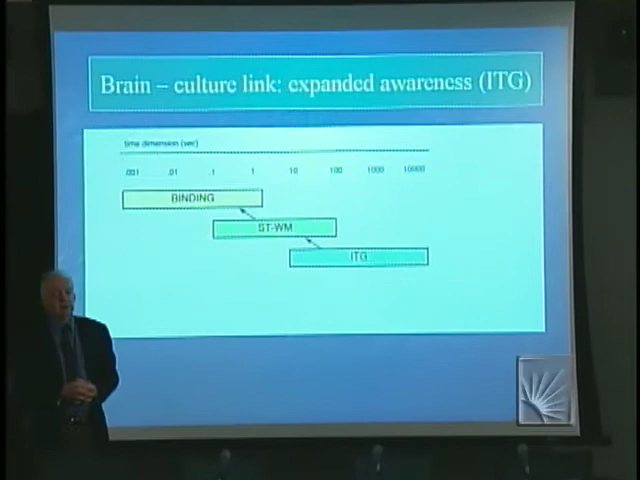 Brain – culture link: expanded awareness (ITG)
time dimension (sec)
.001 .01 .1 1 10 100 1000 10000
BINDING
ST-WM
ITG